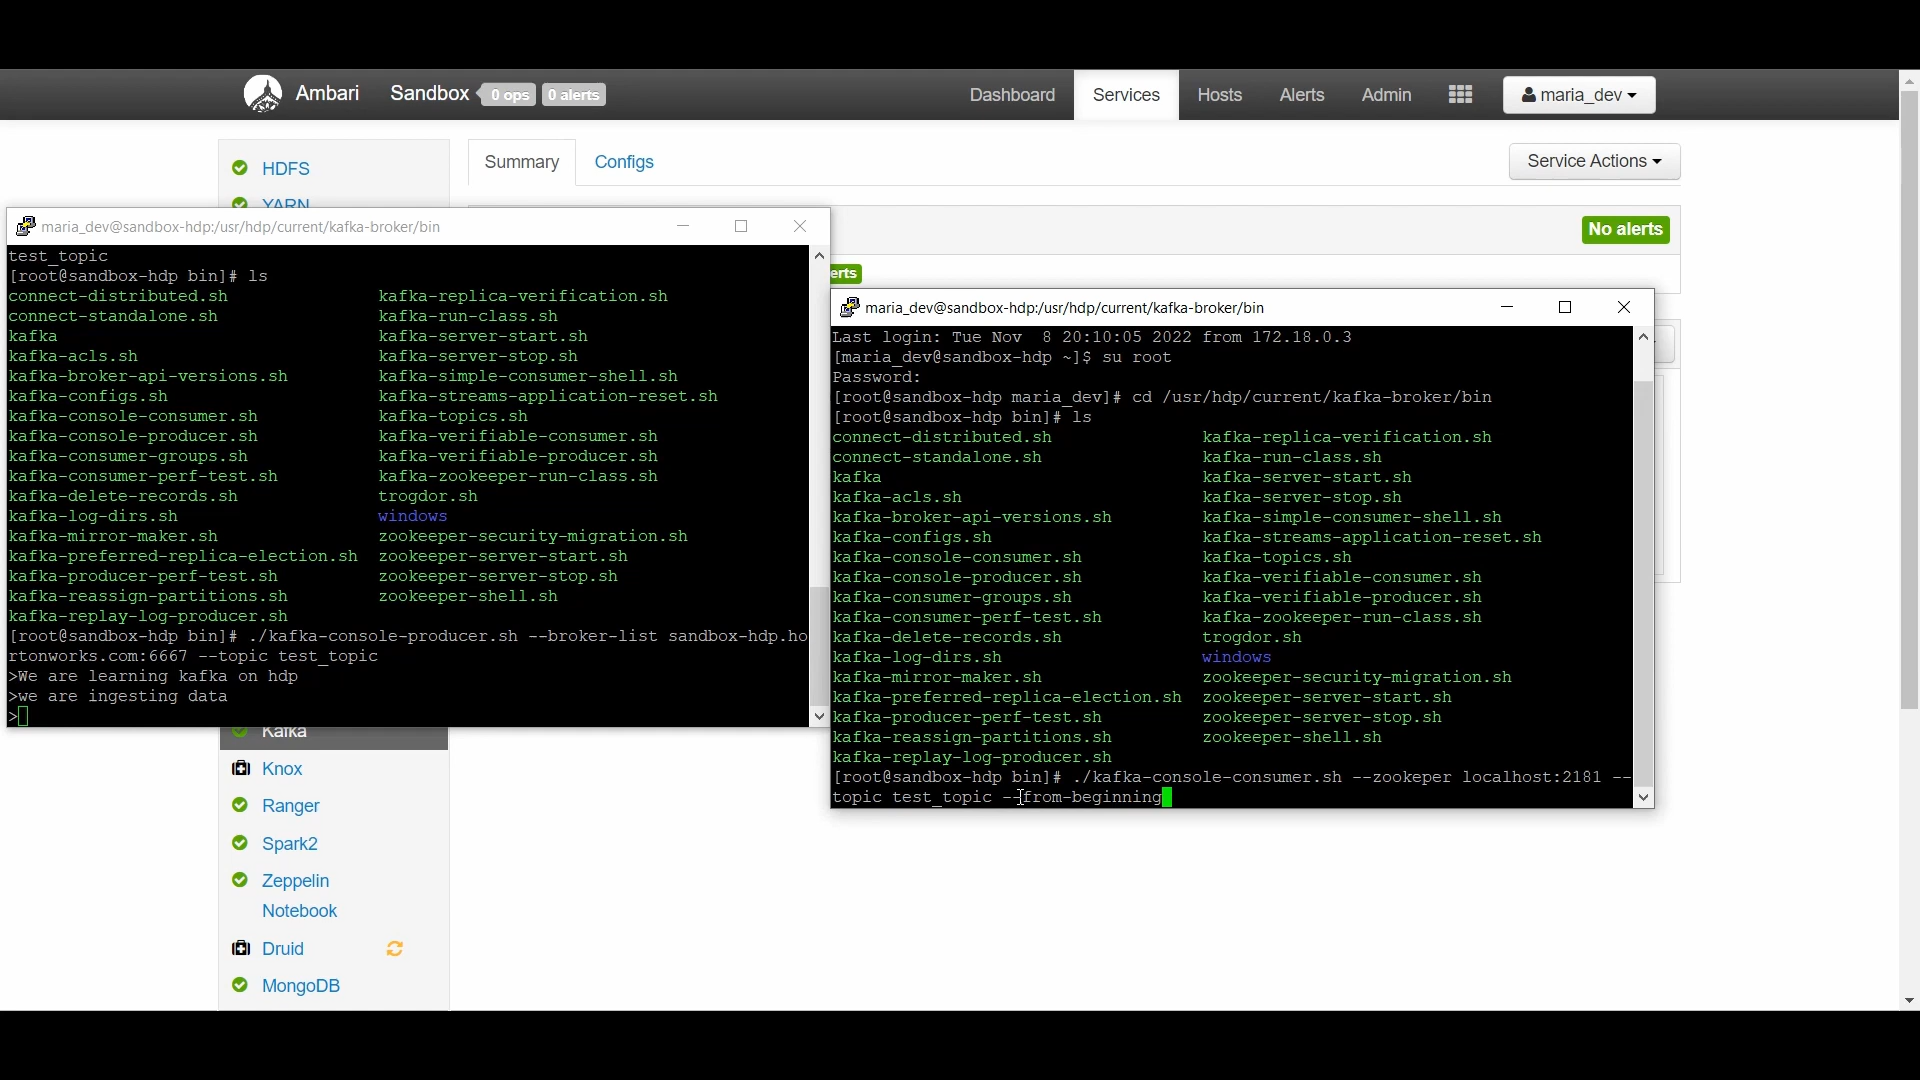 Ambari Sandbox 0 ops 0 alerts Dashboard Services Hosts Alerts Admin maria_dev
Summary Configs Service Actions
HDFS
YARN
No alerts
erts
maria_dev@sandbox-hdp:/usr/hdp/current/kafka-broker/bin
test_topic
[root@sandbox-hdp bin]# ls
connect-distributed.sh kafka-replica-verification.sh
connect-standalone.sh kafka-run-class.sh
kafka kafka-server-start.sh
kafka-acls.sh kafka-server-stop.sh
kafka-broker-api-versions.sh kafka-simple-consumer-shell.sh
kafka-configs.sh kafka-streams-application-reset.sh
kafka-console-consumer.sh kafka-topics.sh
kafka-console-producer.sh kafka-verifiable-consumer.sh
kafka-consumer-groups.sh kafka-verifiable-producer.sh
kafka-consumer-perf-test.sh kafka-zookeeper-run-class.sh
kafka-delete-records.sh trogdor.sh
kafka-log-dirs.sh windows
kafka-mirror-maker.sh zookeeper-security-migration.sh
kafka-preferred-replica-election.sh zookeeper-server-start.sh
kafka-producer-perf-test.sh zookeeper-server-stop.sh
kafka-reassign-partitions.sh zookeeper-shell.sh
kafka-replay-log-producer.sh
[root@sandbox-hdp bin]# ./kafka-console-producer.sh --broker-list sandbox-hdp.ho
rtonworks.com:6667 --topic test_topic
>We are learning kafka on hdp
>we are ingesting data
>
maria_dev@sandbox-hdp:/usr/hdp/current/kafka-broker/bin
Last login: Tue Nov  8 20:10:05 2022 from 172.18.0.3
[maria_dev@sandbox-hdp ~]$ su root
Password:
[root@sandbox-hdp maria_dev]# cd /usr/hdp/current/kafka-broker/bin
[root@sandbox-hdp bin]# ls
connect-distributed.sh kafka-replica-verification.sh
connect-standalone.sh kafka-run-class.sh
kafka kafka-server-start.sh
kafka-acls.sh kafka-server-stop.sh
kafka-broker-api-versions.sh kafka-simple-consumer-shell.sh
kafka-configs.sh kafka-streams-application-reset.sh
kafka-console-consumer.sh kafka-topics.sh
kafka-console-producer.sh kafka-verifiable-consumer.sh
kafka-consumer-groups.sh kafka-verifiable-producer.sh
kafka-consumer-perf-test.sh kafka-zookeeper-run-class.sh
kafka-delete-records.sh trogdor.sh
kafka-log-dirs.sh windows
kafka-mirror-maker.sh zookeeper-security-migration.sh
kafka-preferred-replica-election.sh zookeeper-server-start.sh
kafka-producer-perf-test.sh zookeeper-server-stop.sh
kafka-reassign-partitions.sh zookeeper-shell.sh
kafka-replay-log-producer.sh
[root@sandbox-hdp bin]# ./kafka-console-consumer.sh --zookeper localhost:2181 --
topic test_topic --from-beginning
Kafka
Knox
Ranger
Spark2
Zeppelin
Notebook
Druid
MongoDB